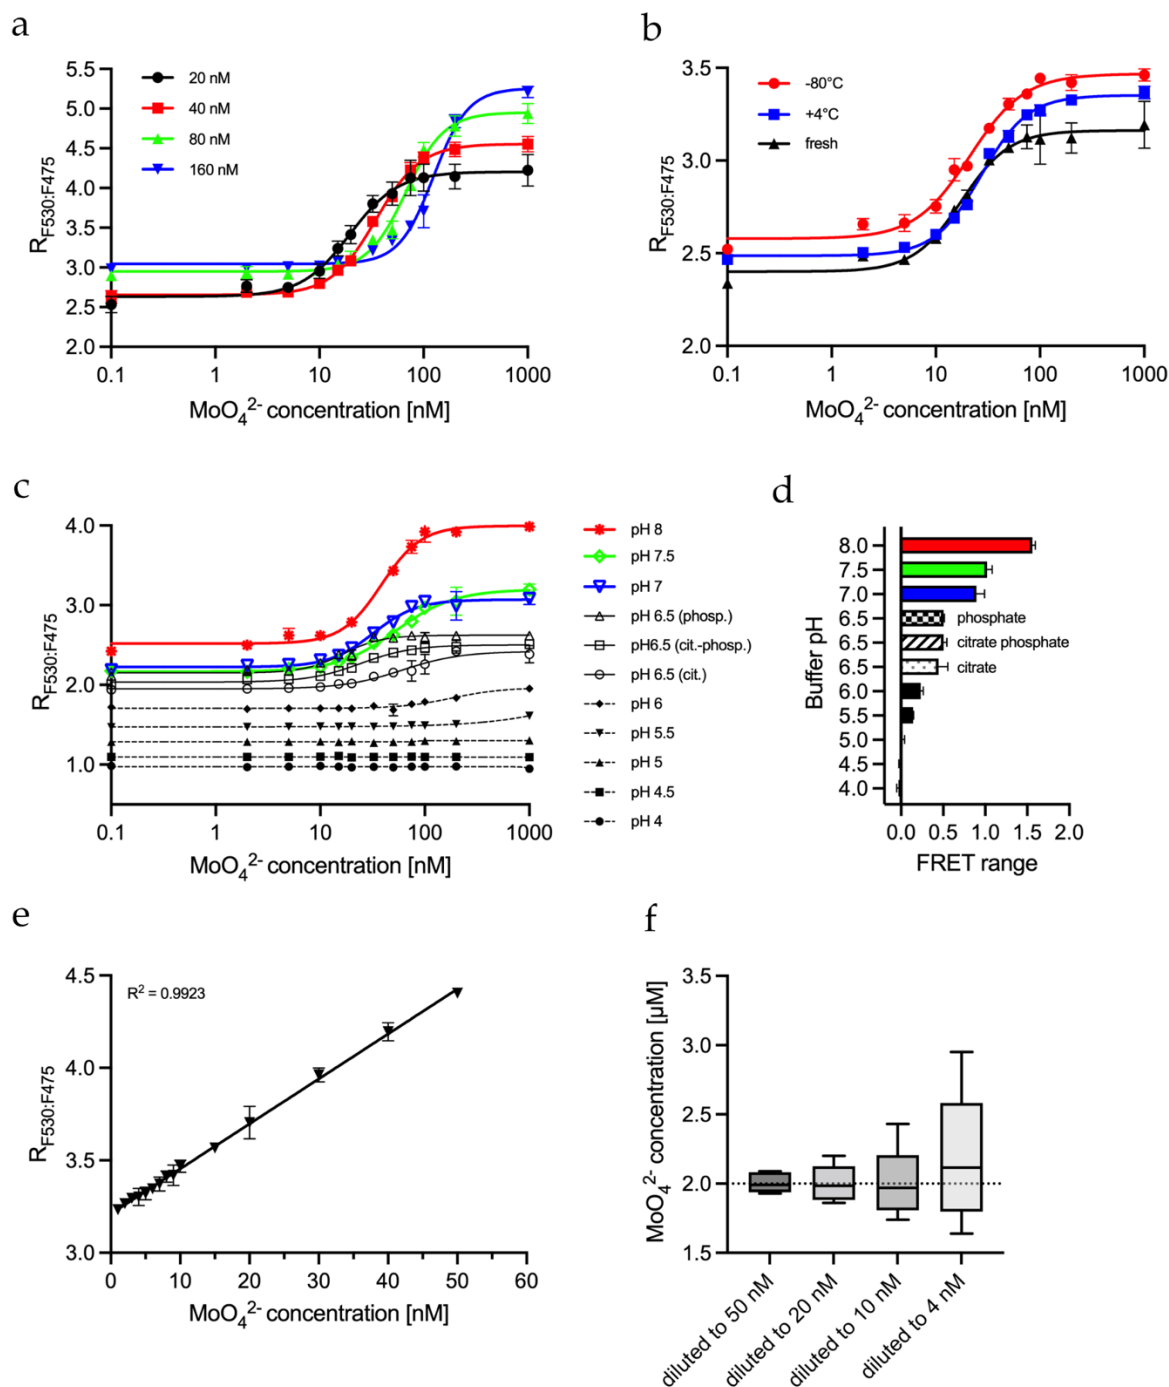 a
5.5
5.0
4.5
4.0
3.5
3.0
2.5
2.0
R_F530:F475
20 nM
40 nM
80 nM
160 nM
0.1 1 10 100 1000
MoO₄²⁻ concentration [nM]
b
3.5
3.0
2.5
2.0
R_F530:F475
-80°C
+4°C
fresh
0.1 1 10 100 1000
MoO₄²⁻ concentration [nM]
c
4.0
3.0
2.0
1.0
R_F530:F475
0.1 1 10 100 1000
MoO₄²⁻ concentration [nM]
pH 8
pH 7.5
pH 7
pH 6.5 (phosp.)
pH6.5 (cit.-phosp.)
pH 6.5 (cit.)
pH 6
pH 5.5
pH 5
pH 4.5
pH 4
d
Buffer pH
8.0
7.5
7.0
6.5 phosphate
6.5 citrate phosphate
6.5 citrate
6.0
5.5
5.0
4.5
4.0
0.0 0.5 1.0 1.5 2.0
FRET range
e
4.5
4.0
3.5
3.0
R_F530:F475
R² = 0.9923
0 10 20 30 40 50 60
MoO₄²⁻ concentration [nM]
f
3.5
3.0
2.5
2.0
1.5
MoO₄²⁻ concentration [µM]
diluted to 50 nM
diluted to 20 nM
diluted to 10 nM
diluted to 4 nM